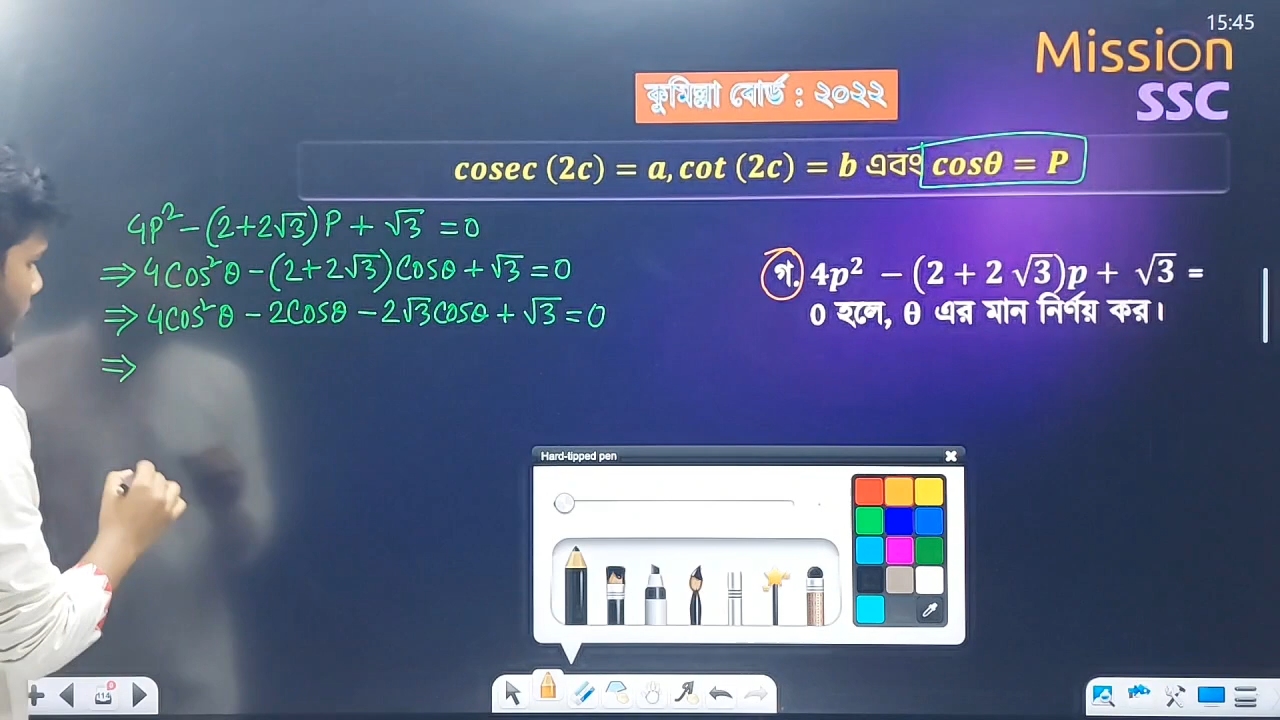 15:45
Mission
SSC
কুমিল্লা বোর্ড : ২০২২
cosec (2c) = a, cot (2c) = b এবং cosθ = P
4P² - (2+2√3)P + √3 = 0
⇒ 4Cos²θ - (2+2√3)Cosθ + √3 = 0
⇒ 4Cos²θ - 2Cosθ - 2√3Cosθ + √3 = 0
⇒
গ. 4p² - (2 + 2√3)p + √3 =
0 হলে, θ এর মান নির্ণয় কর।
Hard-tipped pen
114